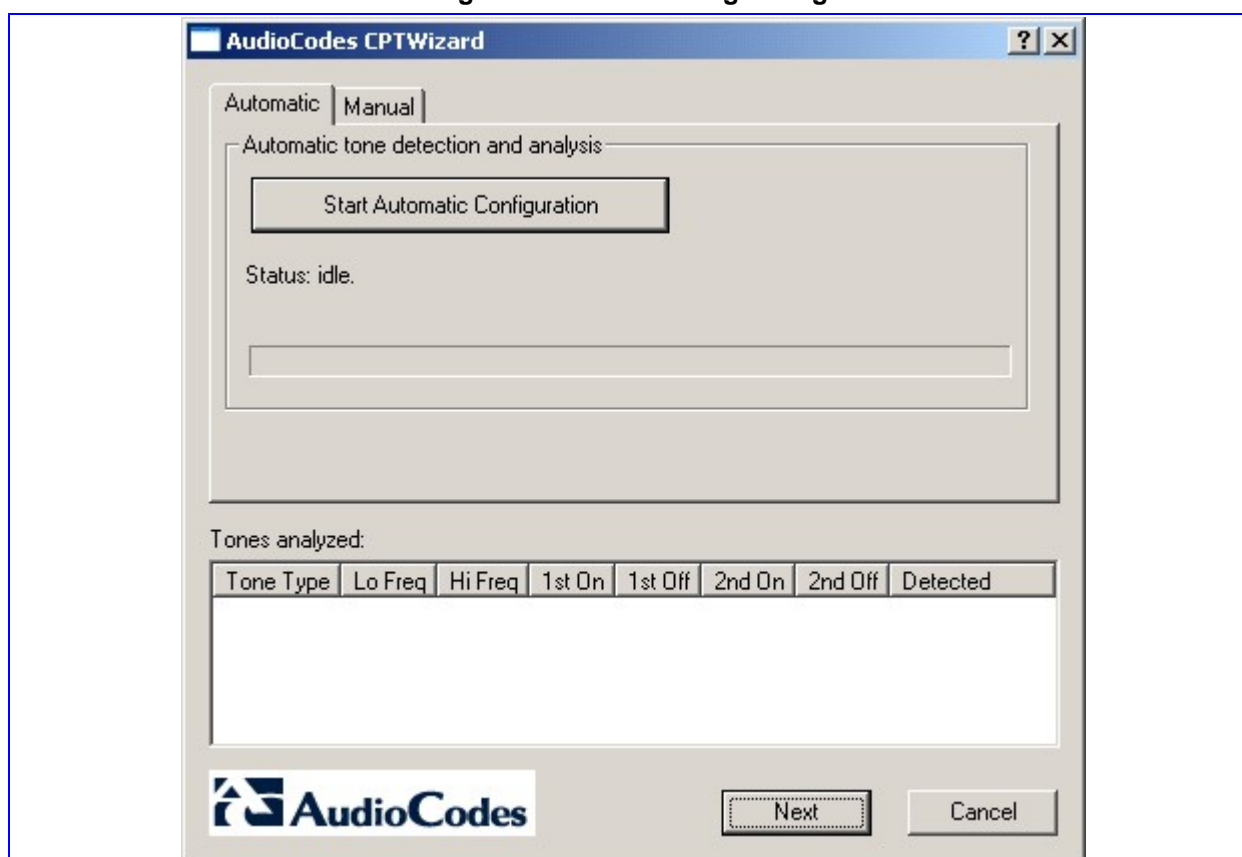 AudioCodes CPTWizard
Automatic Manual
Automatic tone detection and analysis
Start Automatic Configuration
Status: idle.
Tones analyzed:
Tone Type Lo Freq Hi Freq 1st On 1st Off 2nd On 2nd Off Detected
AudioCodes
Next Cancel